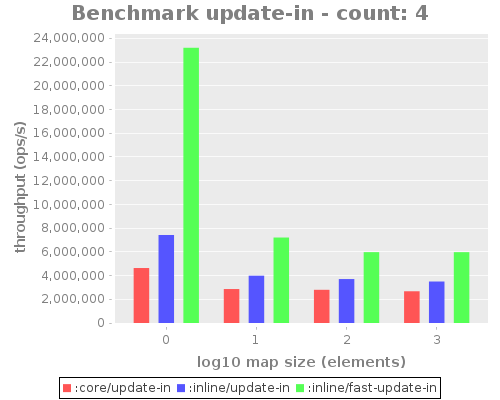 Benchmark update-in - count: 4
throughput (ops/s)
24,000,000
22,000,000
20,000,000
18,000,000
16,000,000
14,000,000
12,000,000
10,000,000
8,000,000
6,000,000
4,000,000
2,000,000
0
0 1 2 3
log10 map size (elements)
:core/update-in :inline/update-in :inline/fast-update-in